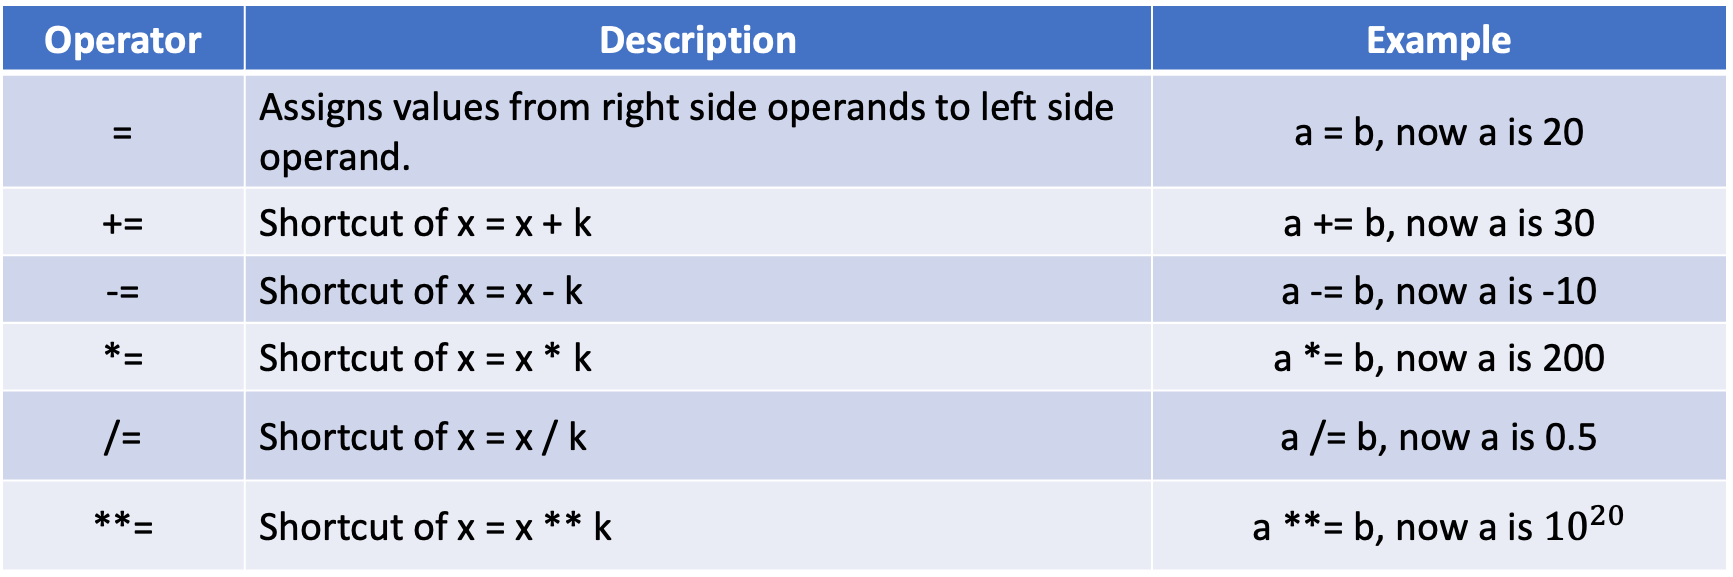 Operator Description Example
= Assigns values from right side operands to left side operand. a = b, now a is 20
+= Shortcut of x = x + k a += b, now a is 30
-= Shortcut of x = x - k a -= b, now a is -10
*= Shortcut of x = x * k a *= b, now a is 200
/= Shortcut of x = x / k a /= b, now a is 0.5
**= Shortcut of x = x ** k a **= b, now a is 10²⁰